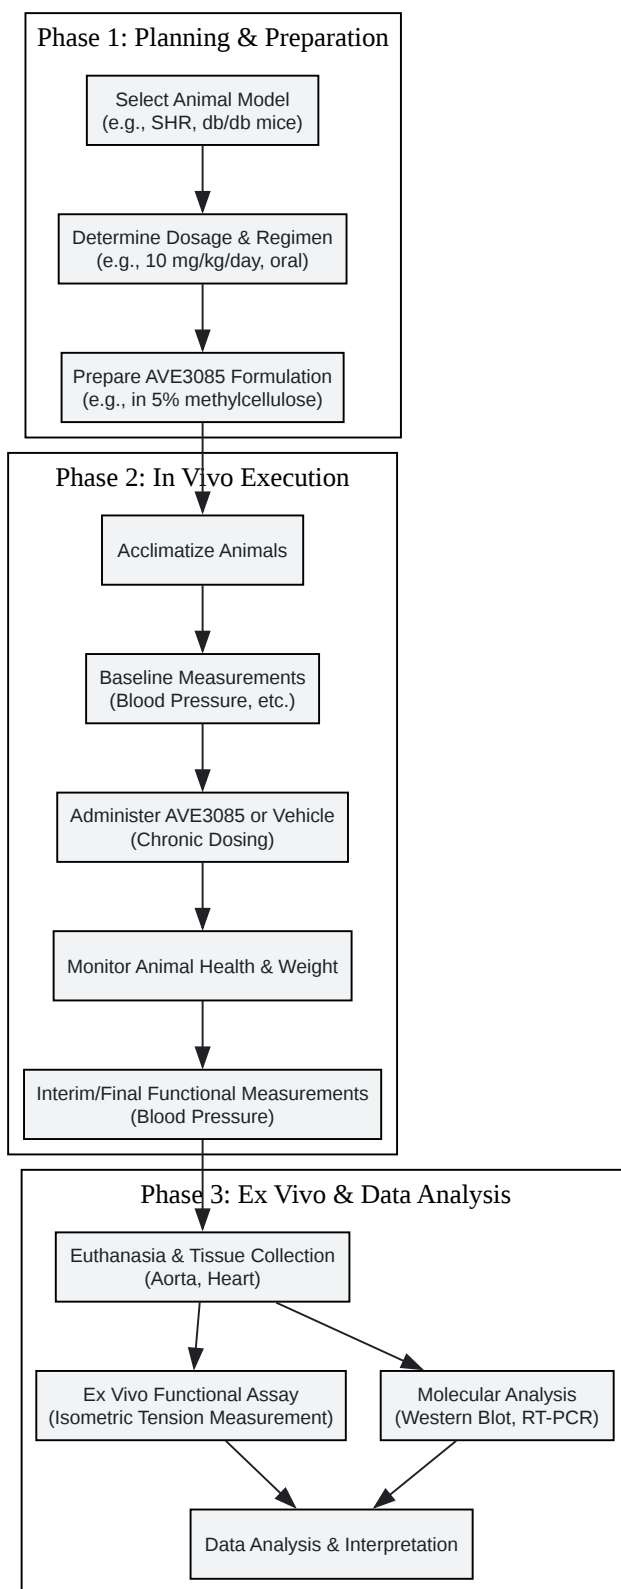 Phase 1: Planning & Preparation
Select Animal Model
(e.g., SHR, db/db mice)
Determine Dosage & Regimen
(e.g., 10 mg/kg/day, oral)
Prepare AVE3085 Formulation
(e.g., in 5% methylcellulose)
Phase 2: In Vivo Execution
Acclimatize Animals
Baseline Measurements
(Blood Pressure, etc.)
Administer AVE3085 or Vehicle
(Chronic Dosing)
Monitor Animal Health & Weight
Interim/Final Functional Measurements
(Blood Pressure)
Phase 3: Ex Vivo & Data Analysis
Euthanasia & Tissue Collection
(Aorta, Heart)
Ex Vivo Functional Assay
(Isometric Tension Measurement)
Molecular Analysis
(Western Blot, RT-PCR)
Data Analysis & Interpretation